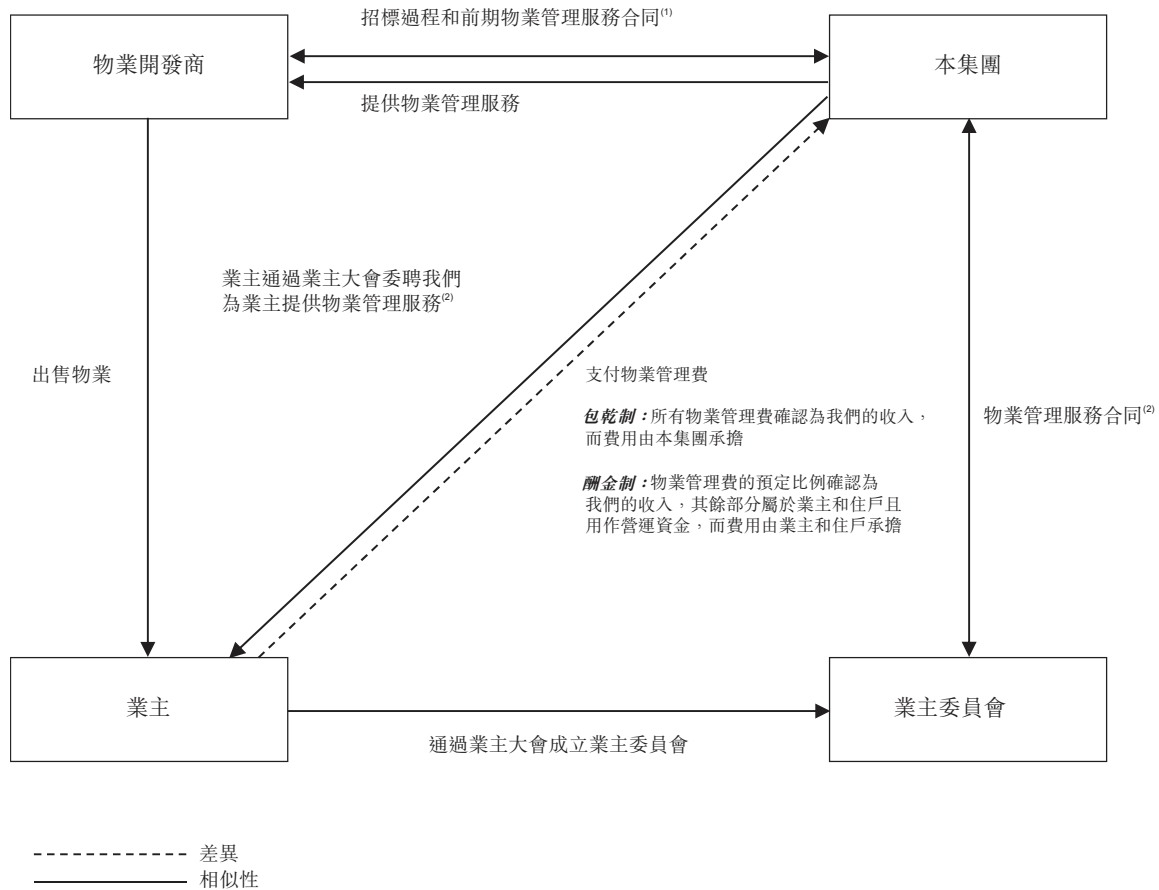 招標過程和前期物業管理服務合同(1)
物業開發商
本集團
提供物業管理服務
業主通過業主大會委聘我們
為業主提供物業管理服務(2)
出售物業
支付物業管理費
包乾制：所有物業管理費確認為我們的收入，
而費用由本集團承擔
酬金制：物業管理費的預定比例確認為
我們的收入，其餘部分屬於業主和住戶且
用作營運資金，而費用由業主和住戶承擔
物業管理服務合同(2)
業主
業主委員會
通過業主大會成立業主委員會
差異
相似性